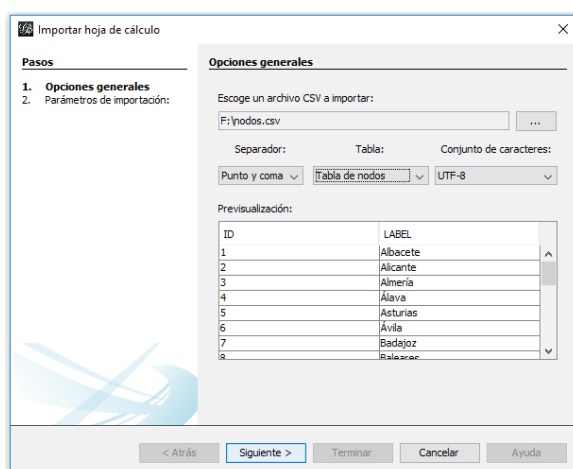 Importar hoja de cálculo
Pasos
1. Opciones generales
2. Parámetros de importación:
Opciones generales
Escoge un archivo CSV a importar:
F:\nodos.csv ...
Separador: Tabla: Conjunto de caracteres:
Punto y coma Tabla de nodos UTF-8
Previsualización:
ID LABEL
1 Albacete
2 Alicante
3 Almería
4 Álava
5 Asturias
6 Ávila
7 Badajoz
8 Baleares
< Atrás Siguiente > Terminar Cancelar Ayuda